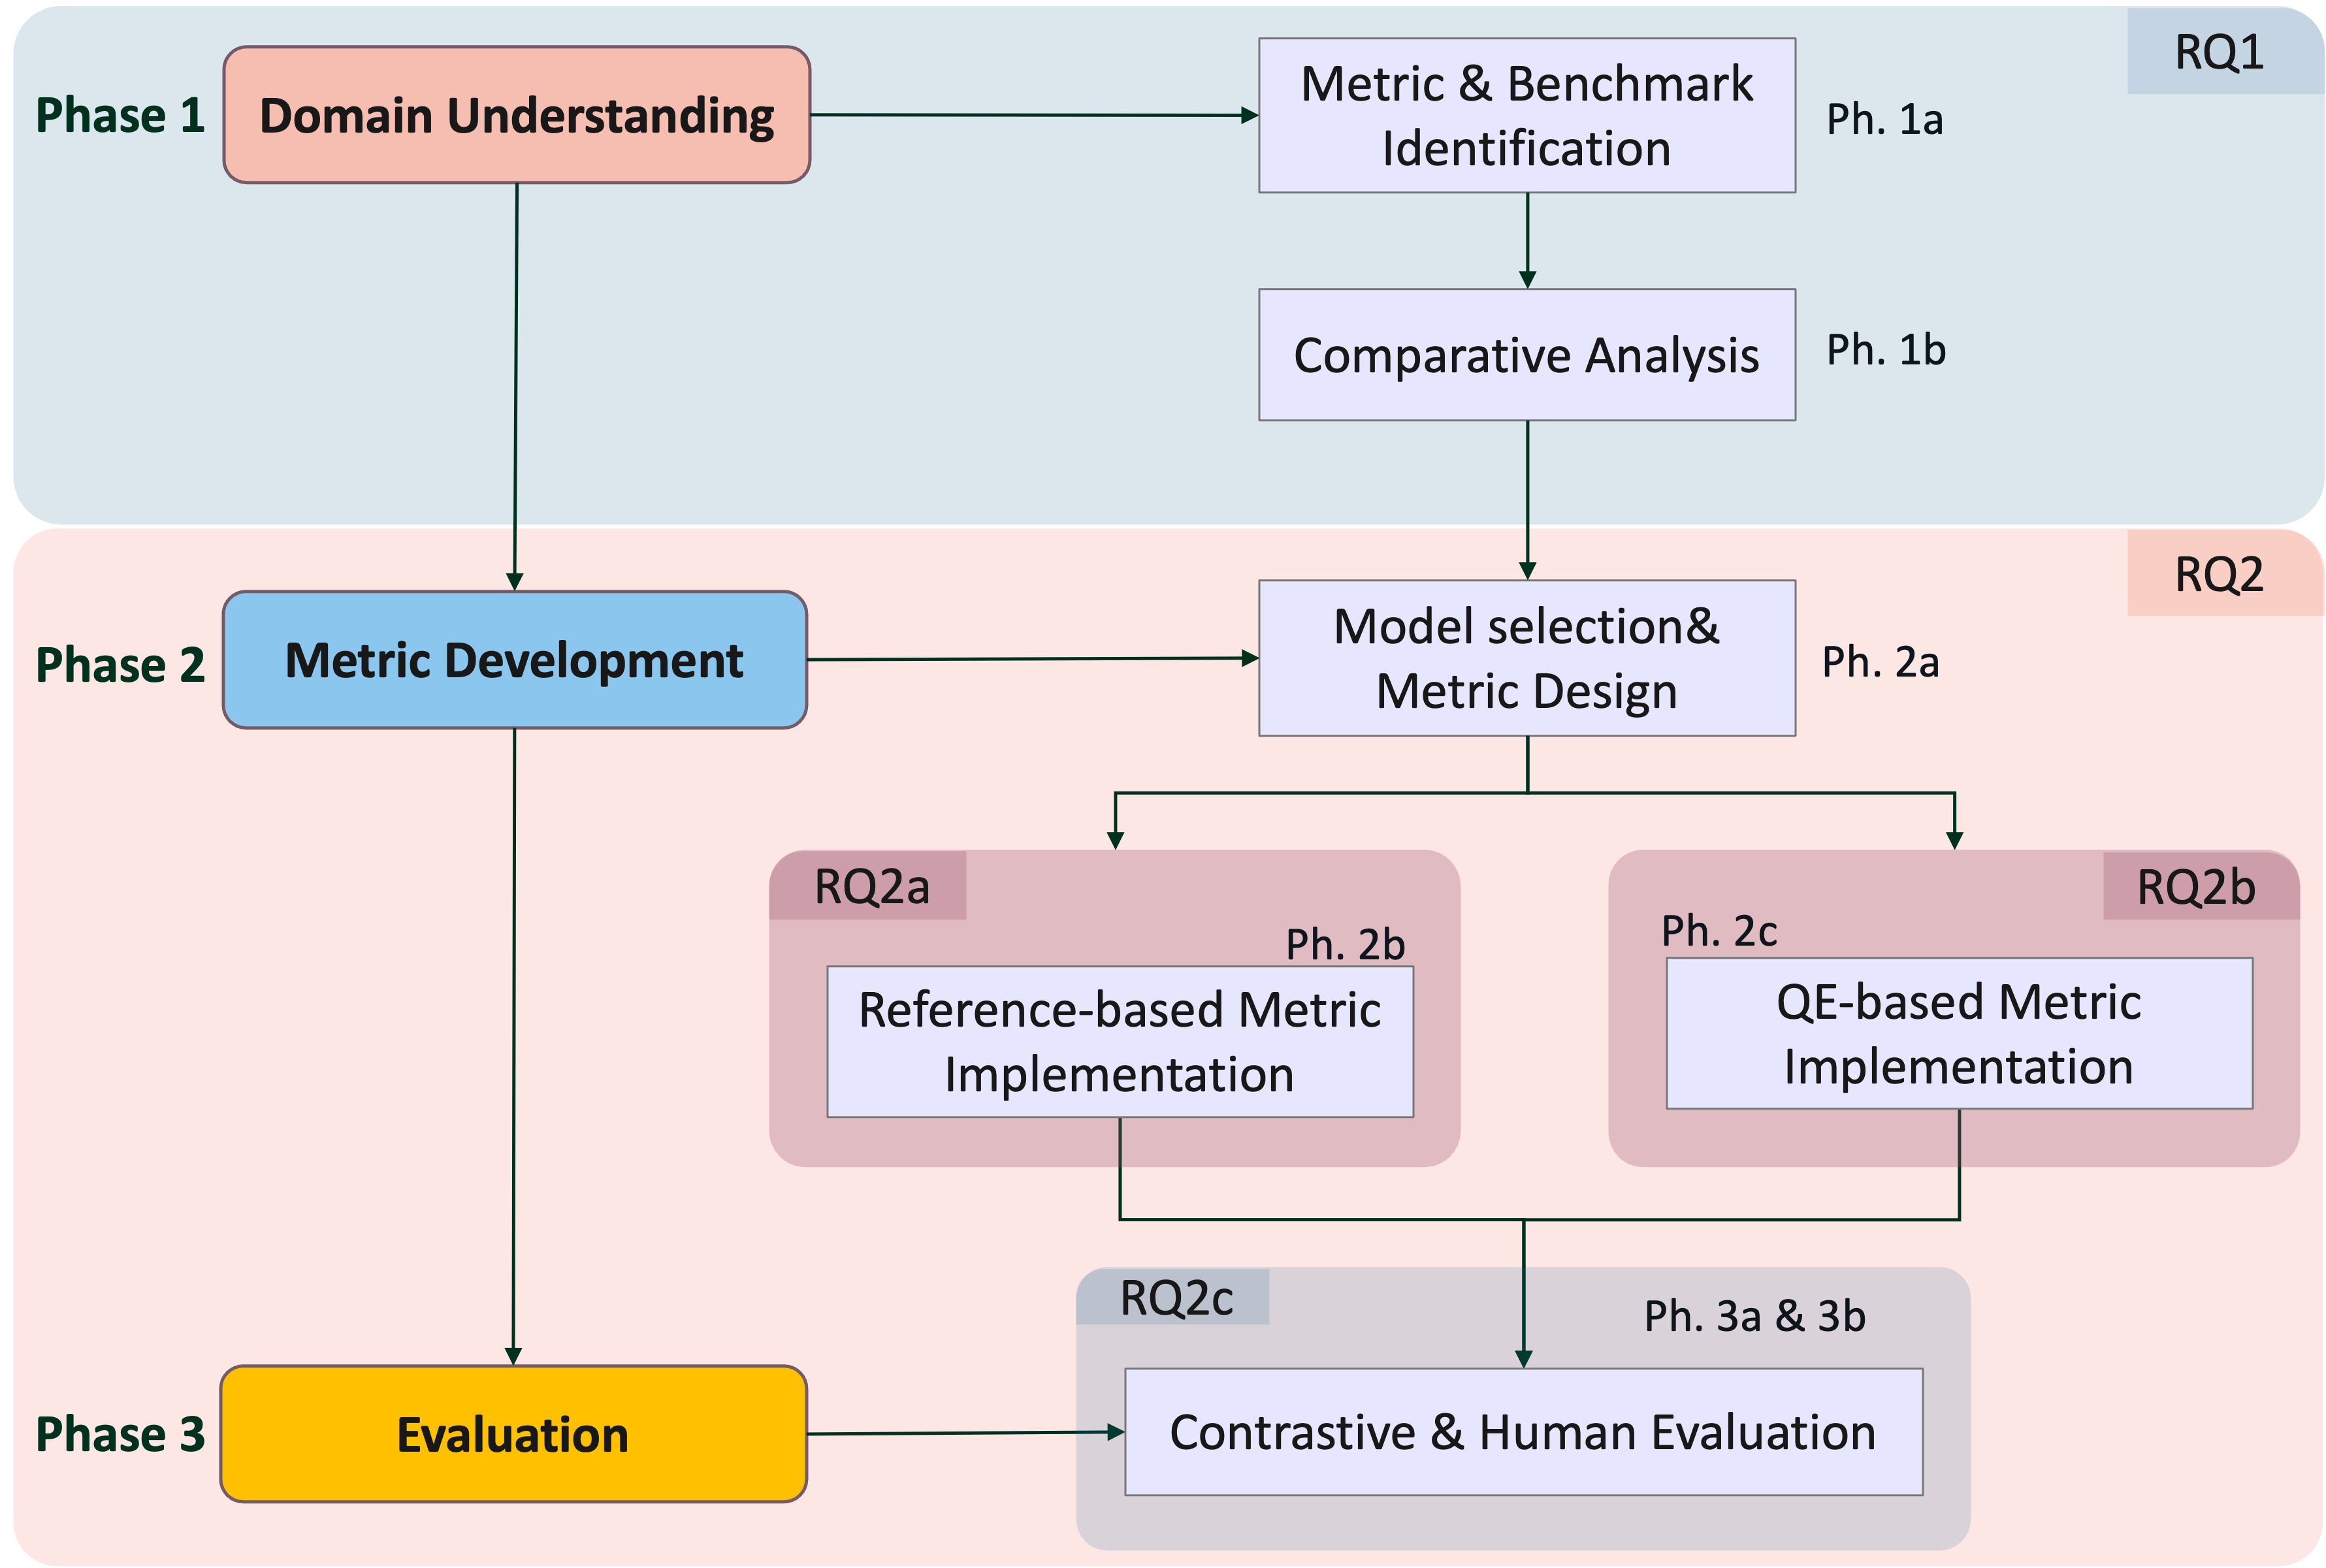 RQ1
Phase 1
Domain Understanding
Metric & Benchmark
Identification
Ph. 1a
Comparative Analysis
Ph. 1b
RQ2
Phase 2
Metric Development
Model selection&
Metric Design
Ph. 2a
RQ2a
Ph. 2b
Reference-based Metric
Implementation
RQ2b
Ph. 2c
QE-based Metric
Implementation
RQ2c
Ph. 3a & 3b
Phase 3
Evaluation
Contrastive & Human Evaluation